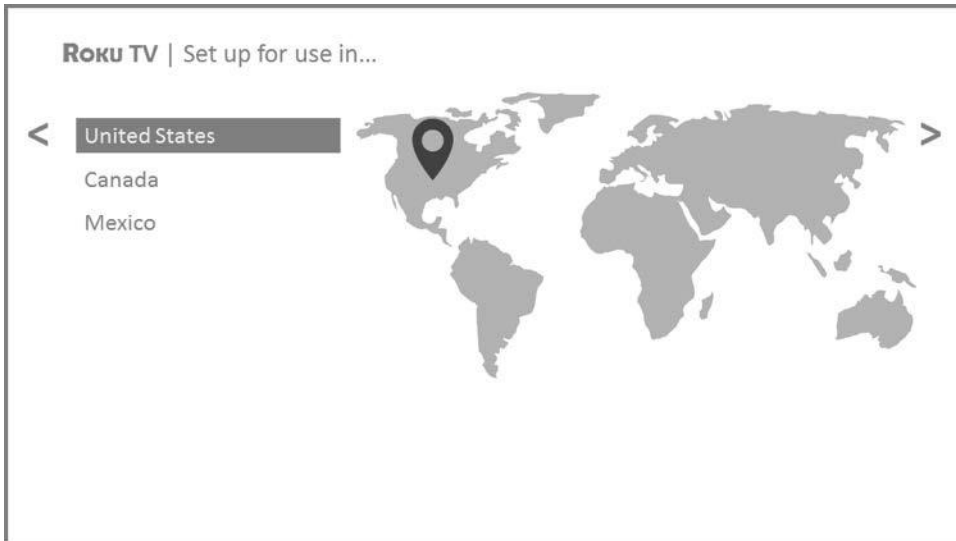 ROKU TV | Set up for use in...
<
United States
>
Canada
Mexico